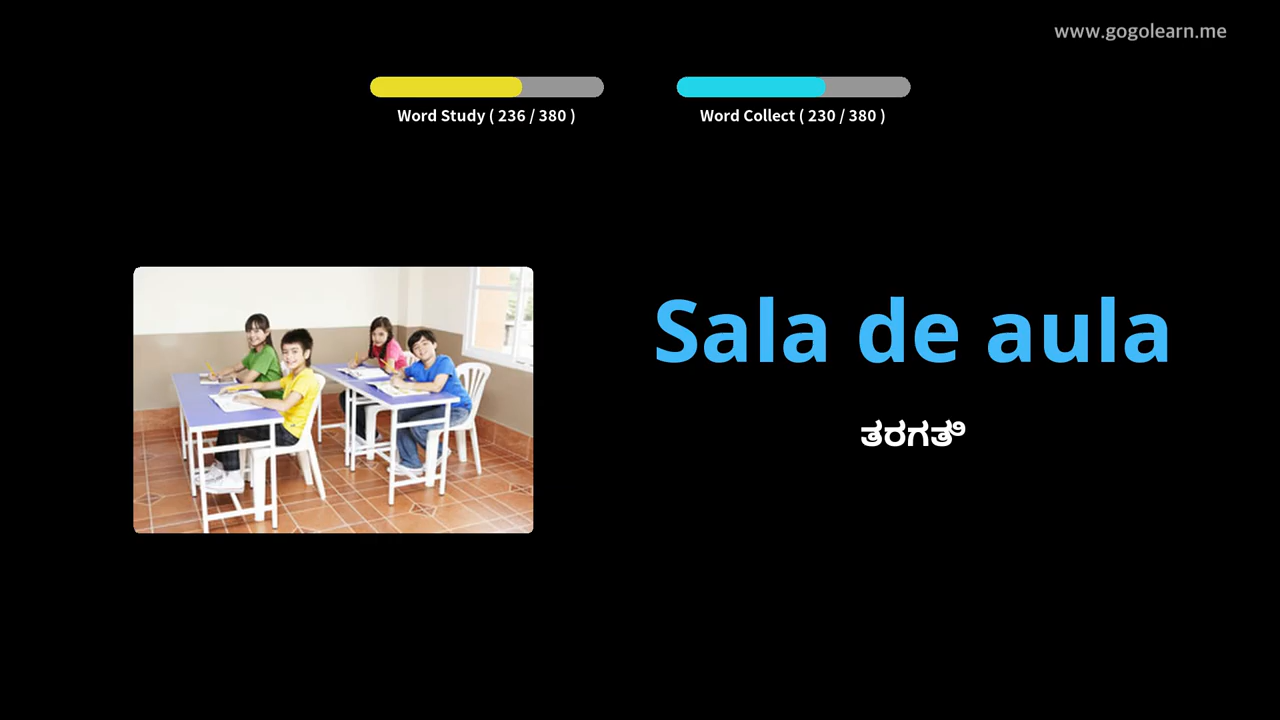 www.gogolearn.me
Word Study ( 236 / 380 )
Word Collect ( 230 / 380 )
Sala de aula
ತರಗತಿ